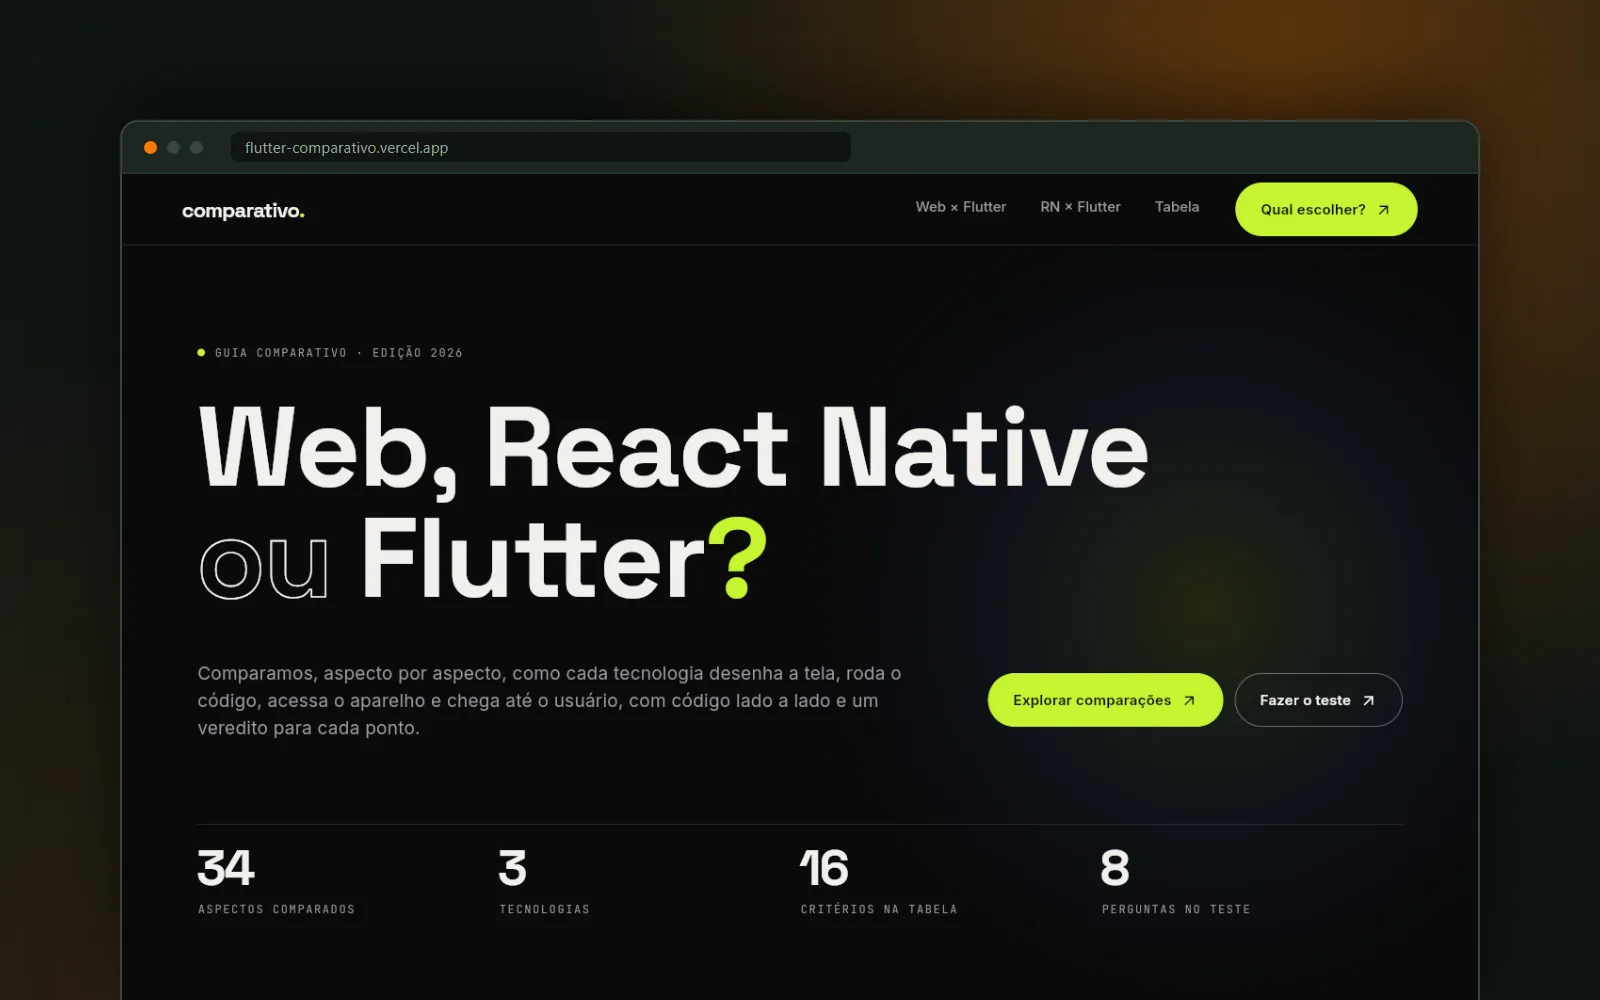 flutter-comparativo.vercel.app
comparativo.
Web × Flutter
RN × Flutter
Tabela
Qual escolher?
GUIA COMPARATIVO · EDIÇÃO 2026
Web, React Native
ou Flutter?
Comparamos, aspecto por aspecto, como cada tecnologia desenha a tela, roda o
código, acessa o aparelho e chega até o usuário, com código lado a lado e um
veredito para cada ponto.
Explorar comparações
Fazer o teste
34
ASPECTOS COMPARADOS
3
TECNOLOGIAS
16
CRITÉRIOS NA TABELA
8
PERGUNTAS NO TESTE